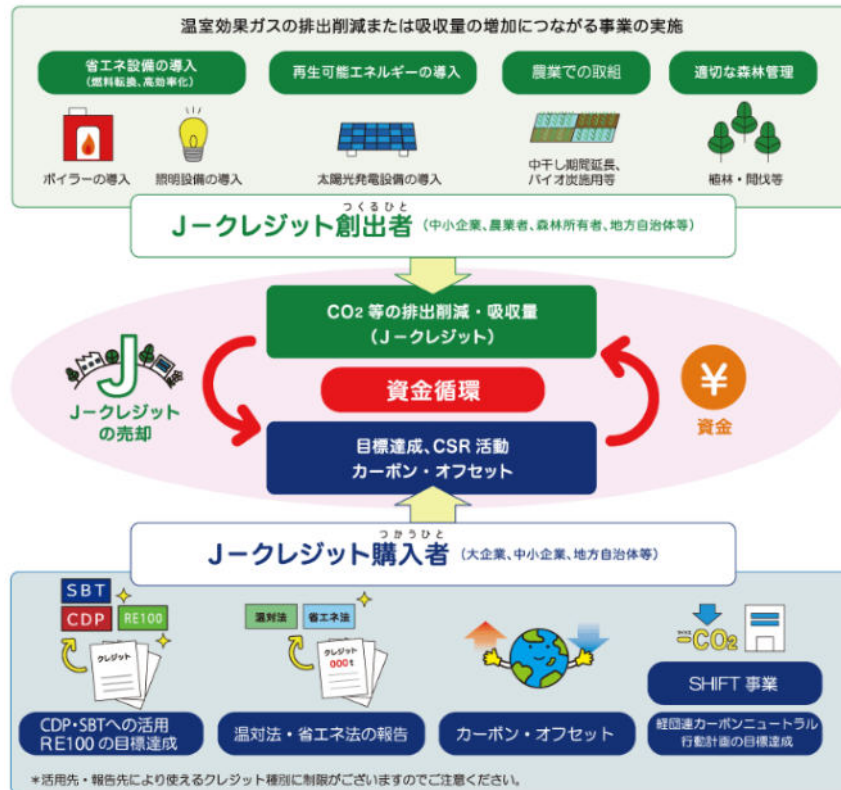 温室効果ガスの排出削減または吸収量の増加につながる事業の実施
省エネ設備の導入
(燃料転換、高効率化)
再生可能エネルギーの導入
農業での取組
適切な森林管理
ボイラーの導入
照明設備の導入
太陽光発電設備の導入
中干し期間延長、
バイオ炭施用等
植林・間伐等
つくるひと
Jークレジット創出者 (中小企業、農業者、森林所有者、地方自治体等)
CO2 等の排出削減・吸収量
(Jークレジット)
J
Jークレジット
の売却
資金循環
¥
資金
目標達成、CSR 活動
カーボン・オフセット
つかうひと
Jークレジット購入者 (大企業、中小企業、地方自治体等)
SBT
CDP
RE100
クレジット
温対法
省エネ法
クレジット
000t
CO2
CDP・SBTへの活用
RE100 の目標達成
温対法・省エネ法の報告
カーボン・オフセット
SHIFT 事業
経団連カーボンニュートラル
行動計画の目標達成
*活用先・報告先により使えるクレジット種別に制限がございますのでご注意ください。